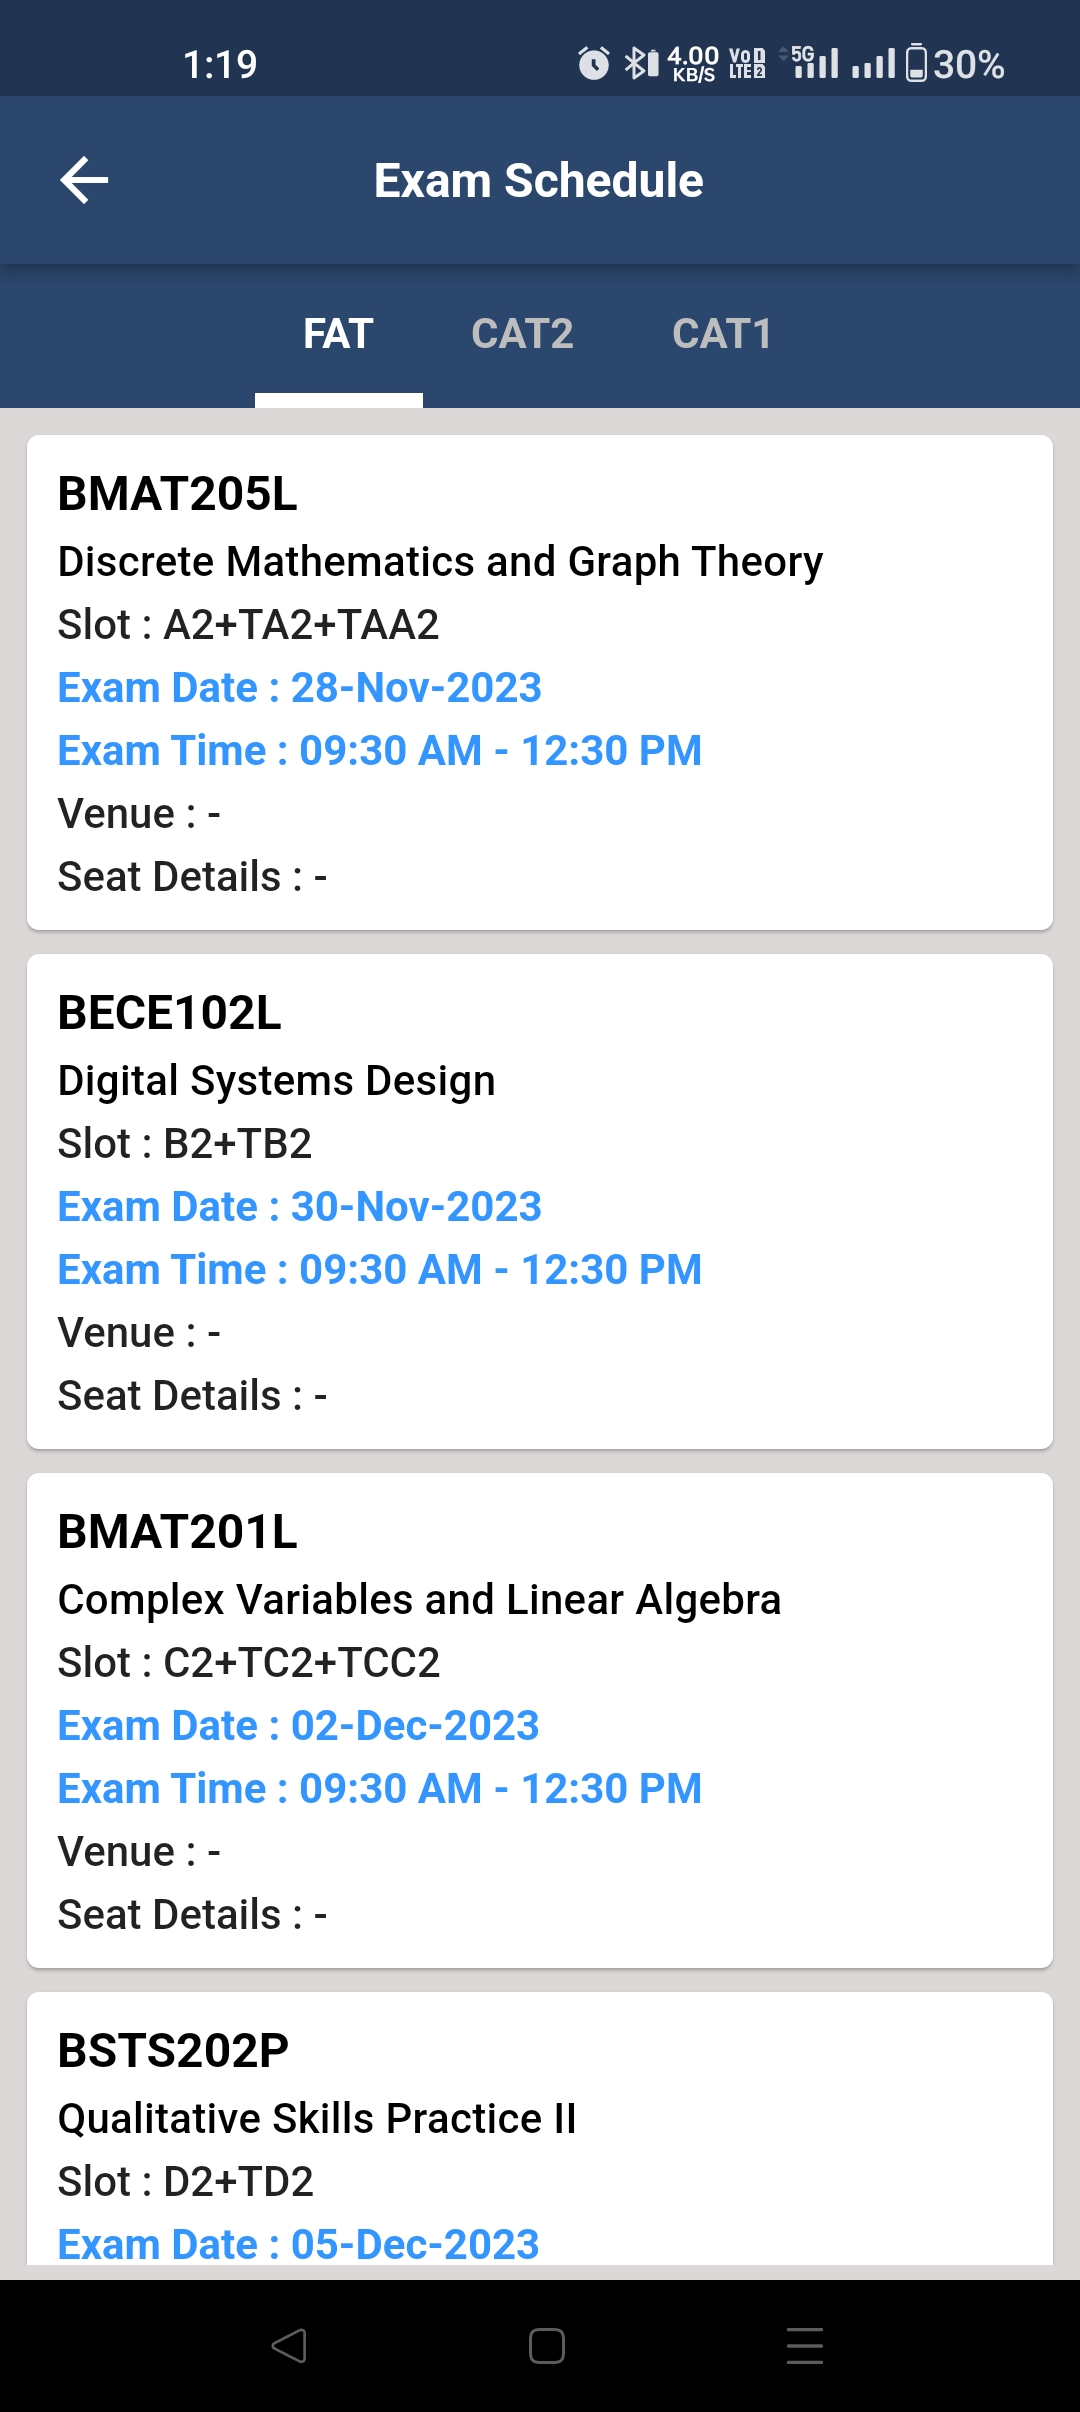 1:19
4.00 KB/S
VoD LTE 2
5G
30%
Exam Schedule
FAT CAT2 CAT1
BMAT205L
Discrete Mathematics and Graph Theory
Slot : A2+TA2+TAA2
Exam Date : 28-Nov-2023
Exam Time : 09:30 AM - 12:30 PM
Venue : -
Seat Details : -
BECE102L
Digital Systems Design
Slot : B2+TB2
Exam Date : 30-Nov-2023
Exam Time : 09:30 AM - 12:30 PM
Venue : -
Seat Details : -
BMAT201L
Complex Variables and Linear Algebra
Slot : C2+TC2+TCC2
Exam Date : 02-Dec-2023
Exam Time : 09:30 AM - 12:30 PM
Venue : -
Seat Details : -
BSTS202P
Qualitative Skills Practice II
Slot : D2+TD2
Exam Date : 05-Dec-2023